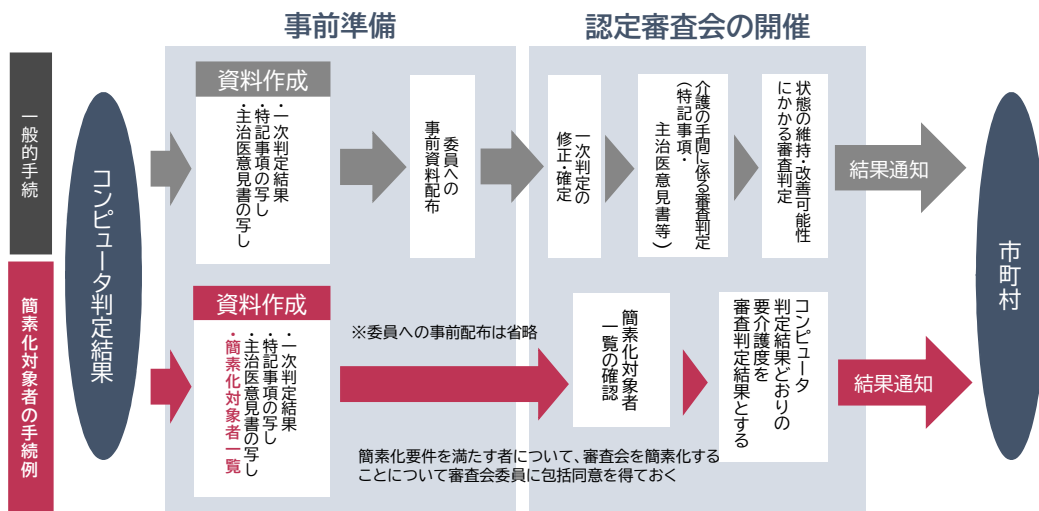 事前準備
認定審査会の開催
一般的手続
コンピュータ判定結果
資料作成
・一次判定結果
・特記事項の写し
・主治医意見書の写し
委員への
事前資料配布
一次判定の
修正・確定
介護の手間に係る審査判定
(特記事項・
主治医意見書等)
状態の維持・改善可能性
にかかる審査判定
結果通知
市町村
簡素化対象者の手続例
資料作成
・一次判定結果
・特記事項の写し
・主治医意見書の写し
・簡素化対象者一覧
※委員への事前配布は省略
簡素化対象者
一覧の確認
コンピュータ
判定結果どおりの
要介護度を
審査判定結果とする
結果通知
簡素化要件を満たす者について、審査会を簡素化する
ことについて審査会委員に包括同意を得ておく